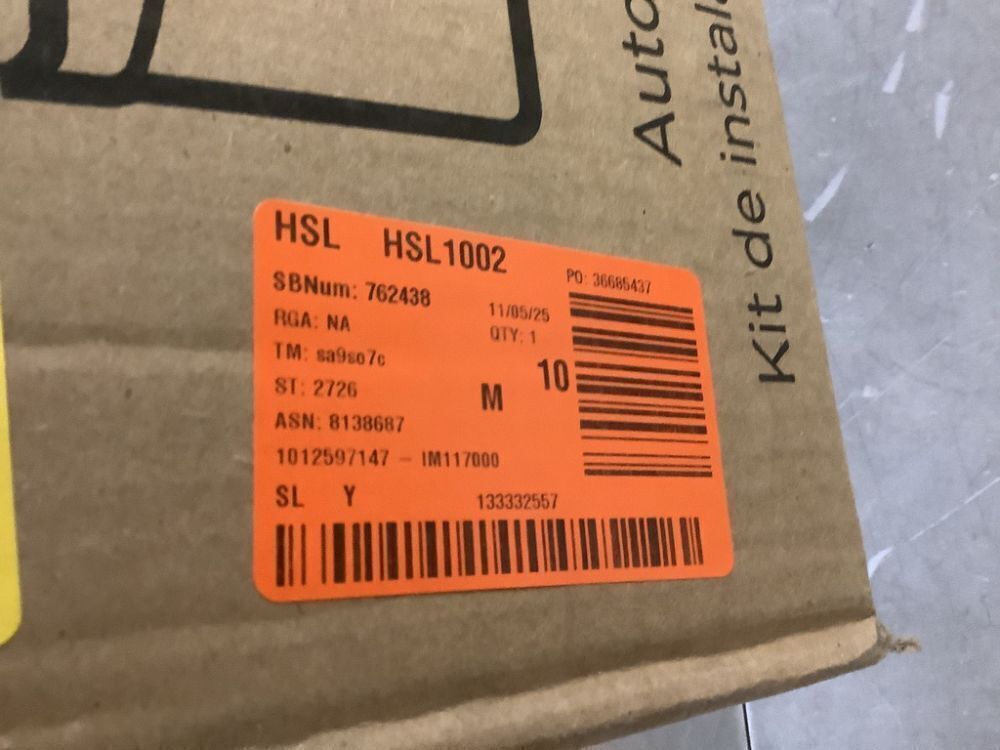 HSL HSL1002
PO: 36685437
SBNum: 762438
11/05/25
RGA: NA
QTY: 1
TM: sa9so7c
10
ST: 2726
M
ASN: 8138687
1012597147 - IM117000
SL Y
133332557
Auto
Kit de instal